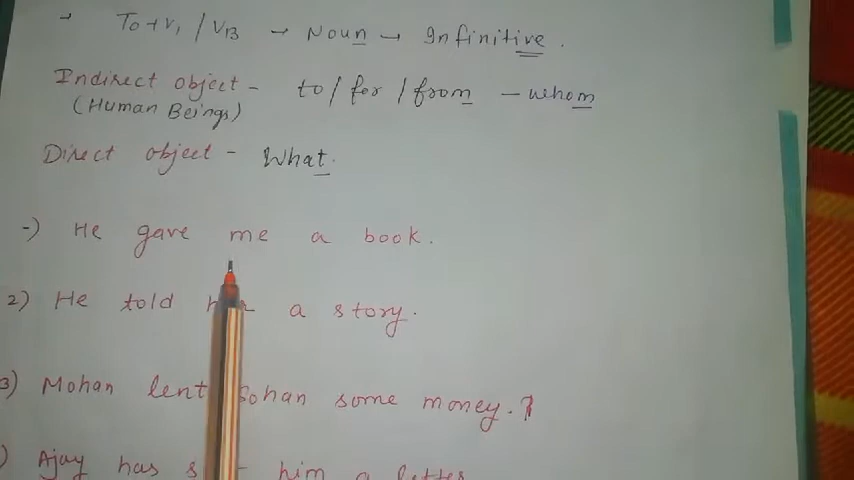 → To+V₁ / V₁₃ → Noun → Infinitive.
Indirect object - to / for / from - whom
(Human Beings)
Direct object - What.
-) He gave me a book.
2) He told a story.
3) Mohan lent Sohan some money.
) Ajay has him a letter